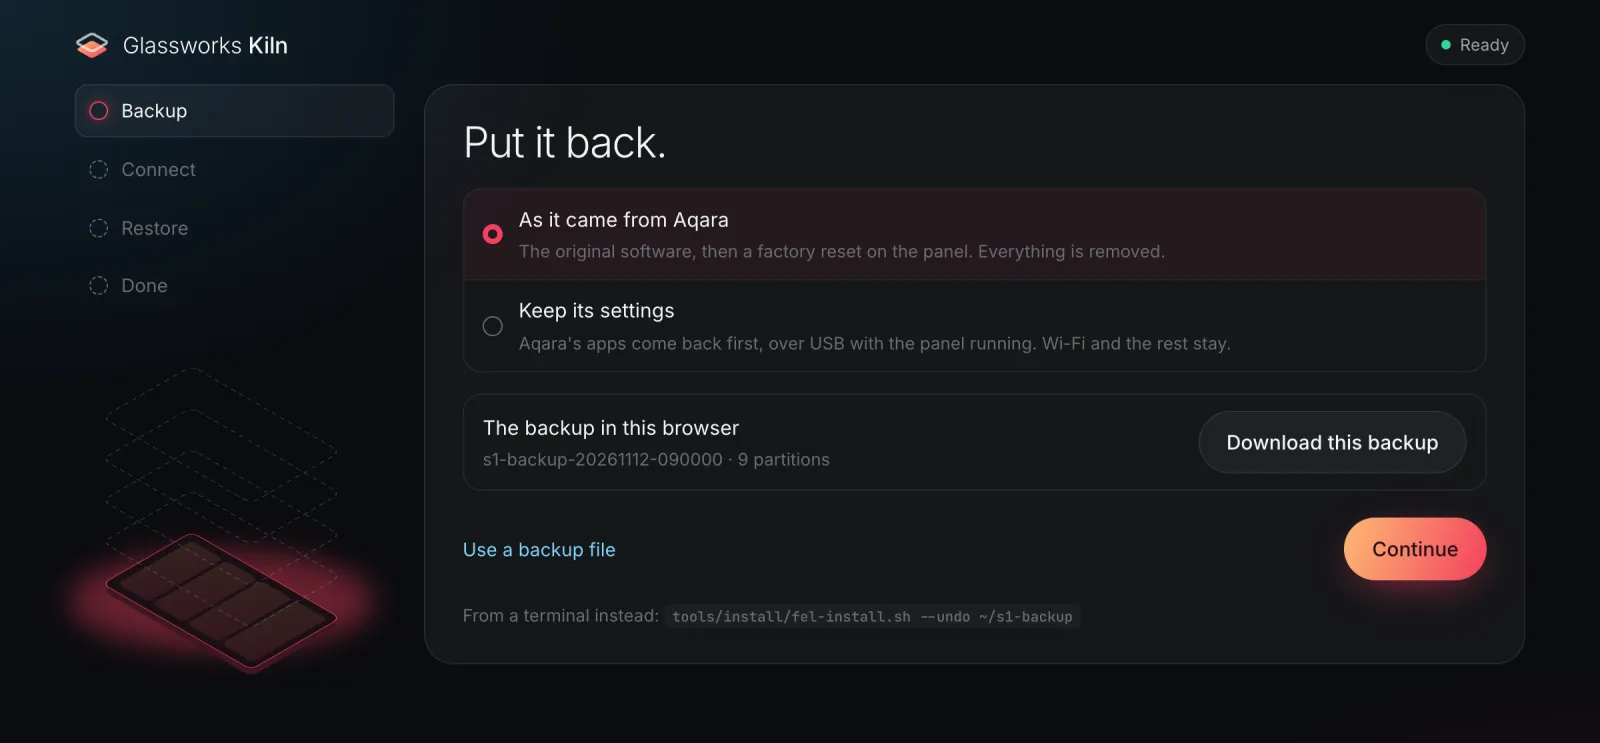 Glassworks Kiln
Ready
Backup
Connect
Restore
Done
Put it back.
As it came from Aqara
The original software, then a factory reset on the panel. Everything is removed.
Keep its settings
Aqara's apps come back first, over USB with the panel running. Wi-Fi and the rest stay.
The backup in this browser
s1-backup-20261112-090000 · 9 partitions
Download this backup
Use a backup file
Continue
From a terminal instead: tools/install/fel-install.sh --undo ~/s1-backup